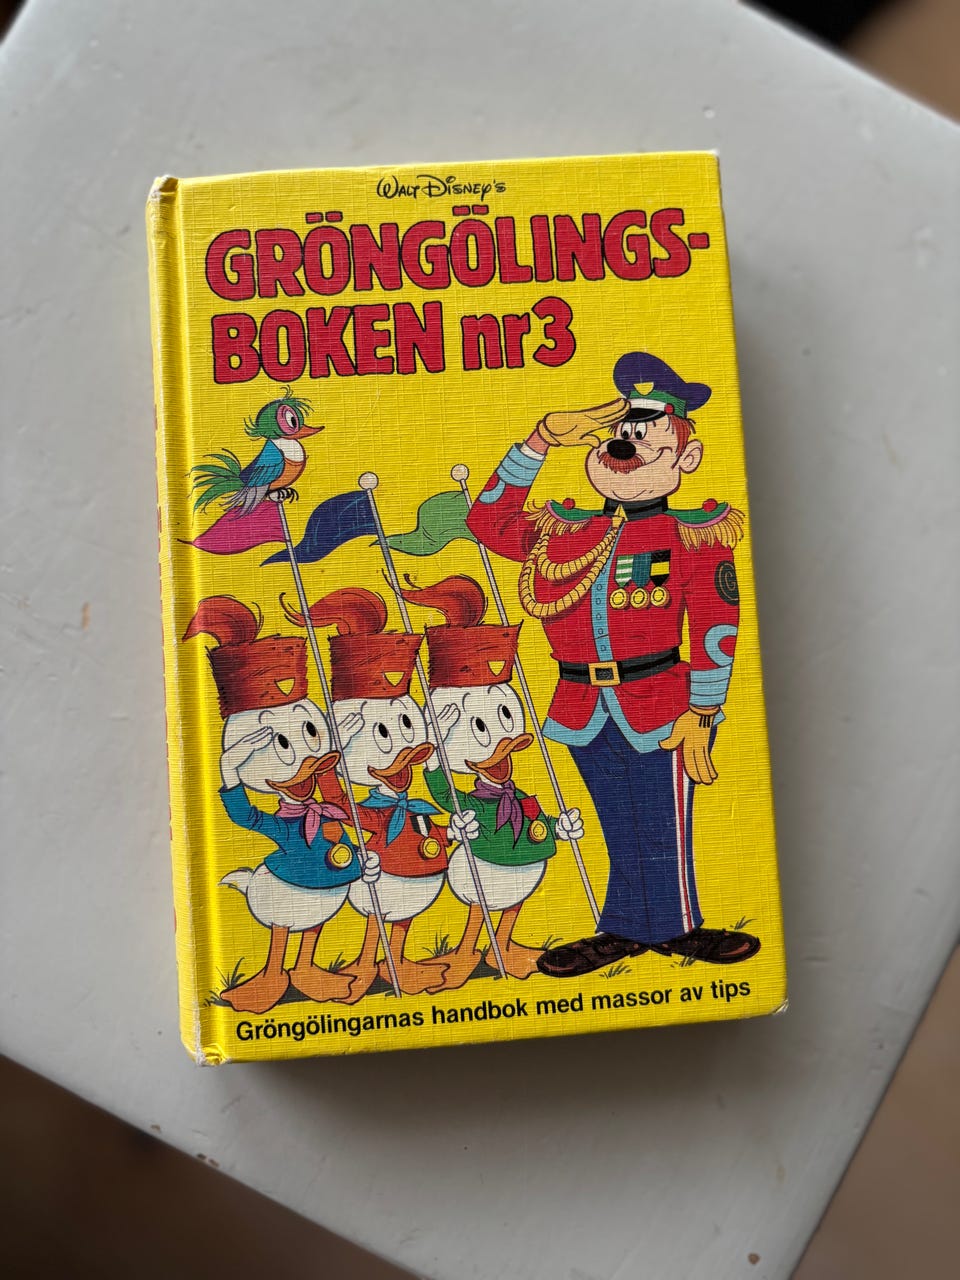 Walt Disney's
GRÖNGÖLINGS-
BOKEN nr3
G
Gröngölingarnas handbok med massor av tips